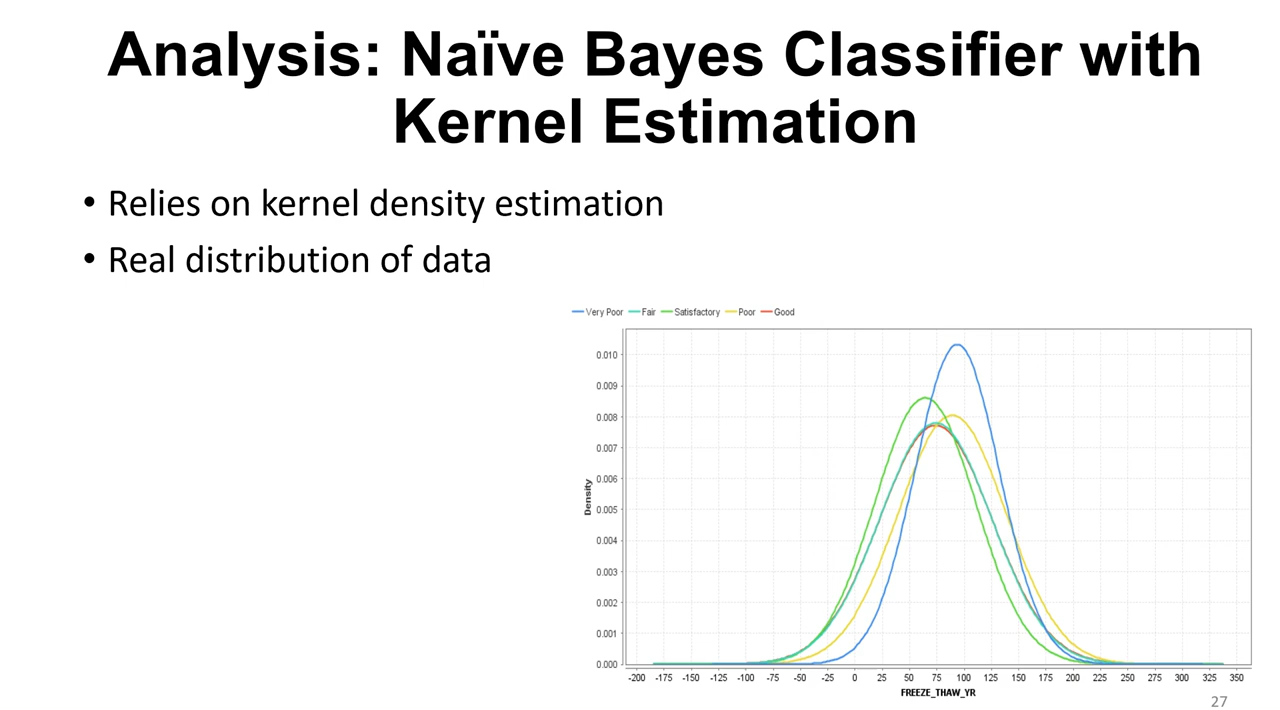 Analysis: Naïve Bayes Classifier with
Kernel Estimation
• Relies on kernel density estimation
• Real distribution of data
Very Poor Fair Satisfactory Poor Good
0.010
0.009
0.008
0.007
0.006
0.005
0.004
0.003
0.002
0.001
0.000
Density
-200 -175 -150 -125 -100 -75 -50 -25 0 25 50 75 100 125 150 175 200 225 250 275 300 325 350
FREEZE_THAW_YR
27